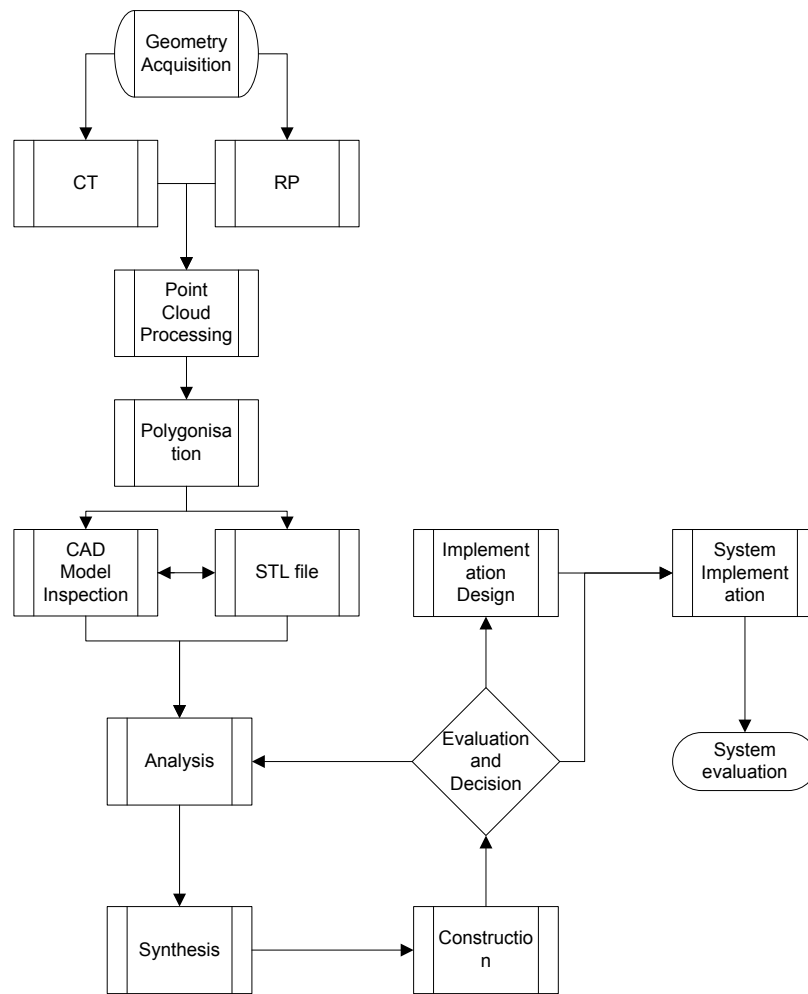 Geometry
Acquisition
CT
RP
Point
Cloud
Processing
Polygonisa
tion
CAD
Model
Inspection
STL file
Implement
ation
Design
System
Implement
ation
Analysis
Evaluation
and
Decision
System
evaluation
Synthesis
Constructio
n